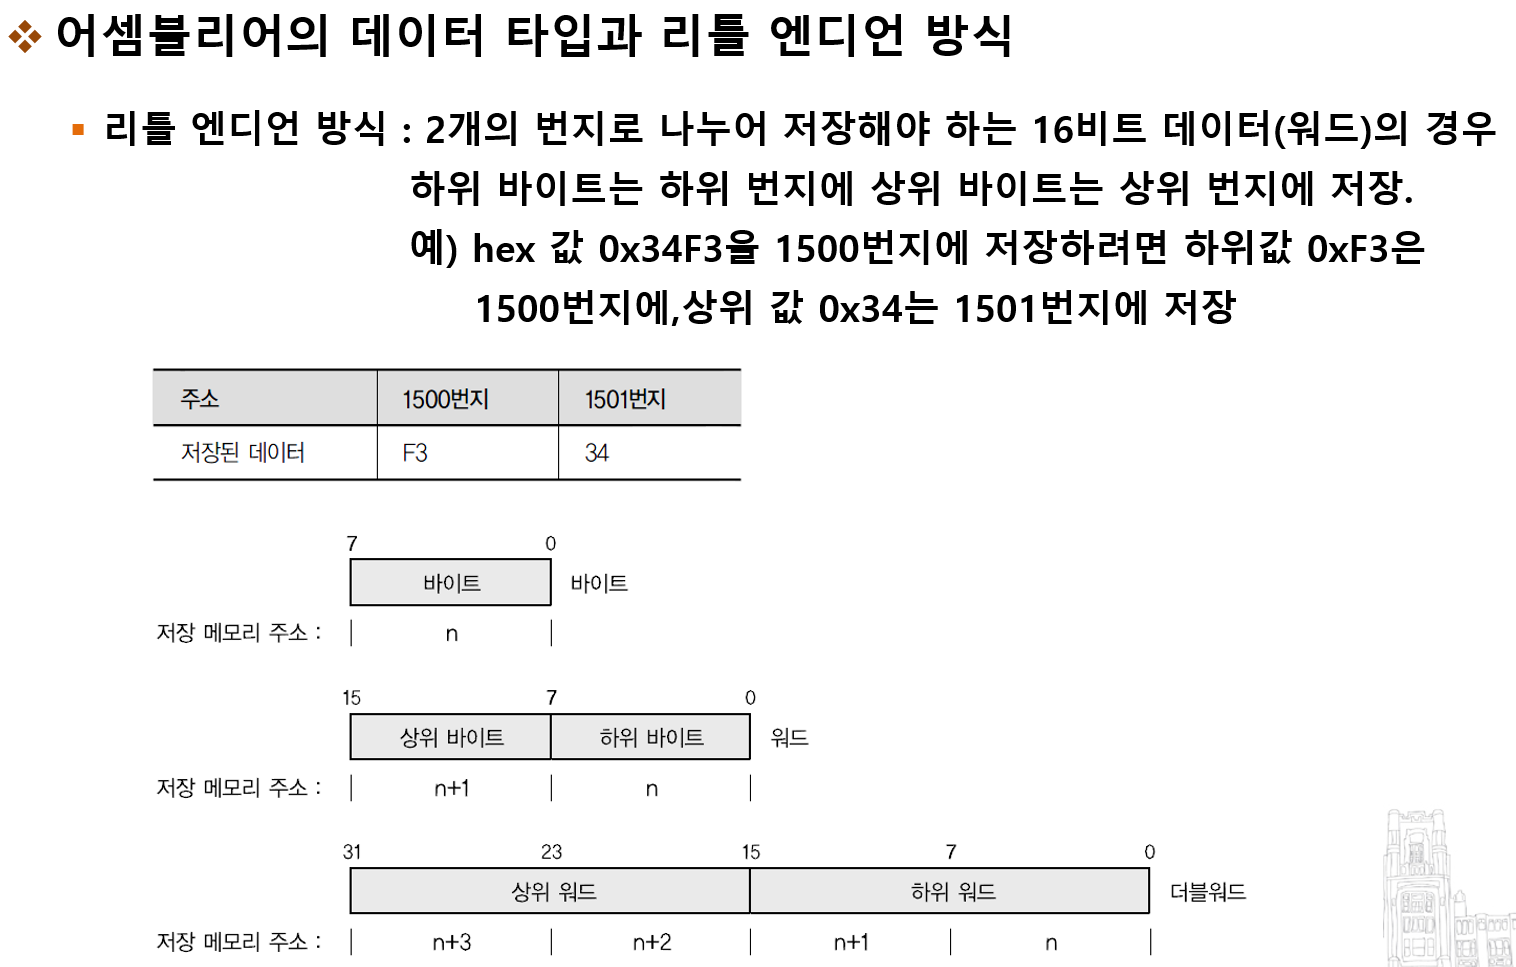 어셈블리어의 데이터 타입과 리틀 엔디언 방식
리틀 엔디언 방식 : 2개의 번지로 나누어 저장해야 하는 16비트 데이터(워드)의 경우
하위 바이트는 하위 번지에 상위 바이트는 상위 번지에 저장.
예) hex 값 0x34F3을 1500번지에 저장하려면 하위값 0xF3은
1500번지에,상위 값 0x34는 1501번지에 저장
주소 1500번지 1501번지
저장된 데이터 F3 34
7 0
바이트 바이트
저장 메모리 주소 : n
15 7 0
상위 바이트 하위 바이트 워드
저장 메모리 주소 : n+1 n
31 23 15 7 0
상위 워드 하위 워드 더블워드
저장 메모리 주소 : n+3 n+2 n+1 n